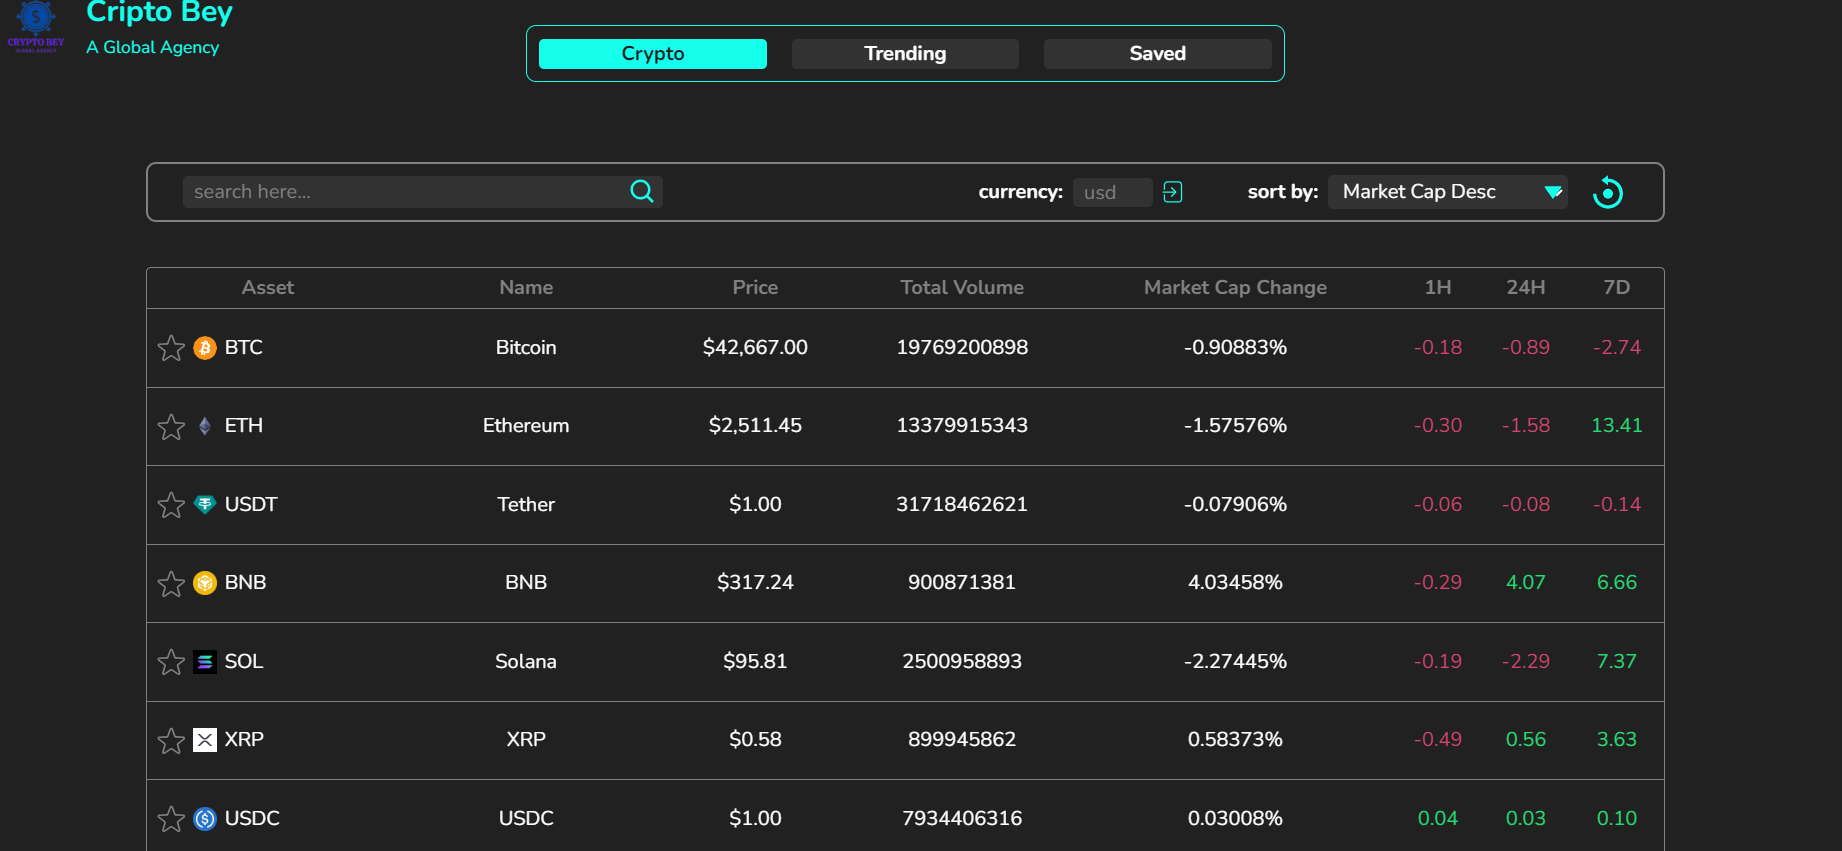 Cripto Bey
A Global Agency
CRYPTO BEY
GLOBAL AGENCY
Crypto Trending Saved
search here... currency: usd sort by: Market Cap Desc
Asset Name Price Total Volume Market Cap Change 1H 24H 7D
BTC Bitcoin $42,667.00 19769200898 -0.90883% -0.18 -0.89 -2.74
ETH Ethereum $2,511.45 13379915343 -1.57576% -0.30 -1.58 13.41
USDT Tether $1.00 31718462621 -0.07906% -0.06 -0.08 -0.14
BNB BNB $317.24 900871381 4.03458% -0.29 4.07 6.66
SOL Solana $95.81 2500958893 -2.27445% -0.19 -2.29 7.37
XRP XRP $0.58 899945862 0.58373% -0.49 0.56 3.63
USDC USDC $1.00 7934406316 0.03008% 0.04 0.03 0.10